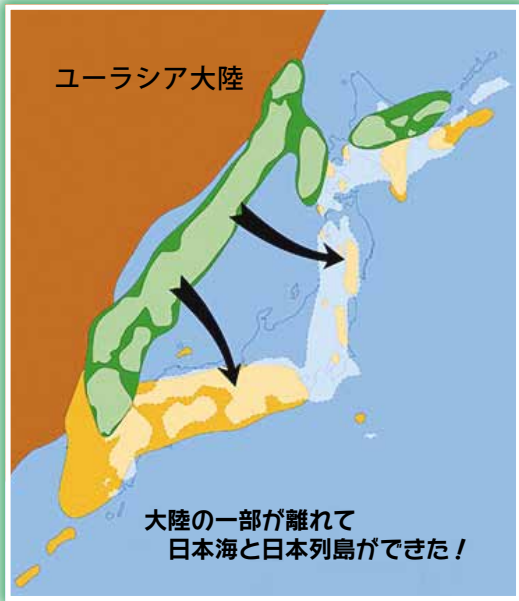 ユーラシア大陸
大陸の一部が離れて
日本海と日本列島ができた！